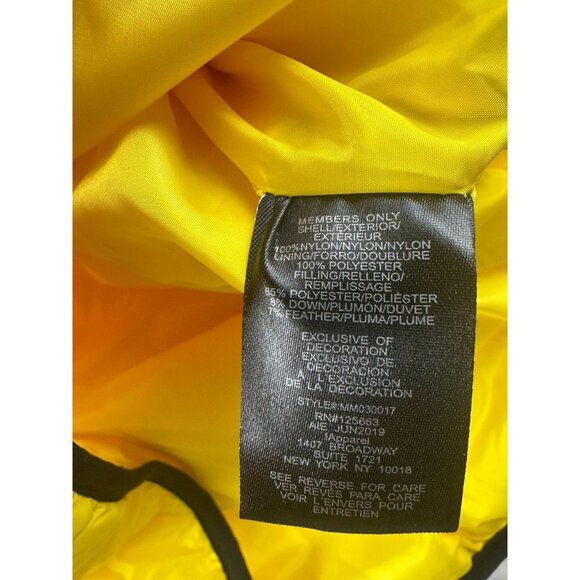 MEMBERS ONLY
SHELL/EXTERIOR/
EXTÉRIEUR
100%NYLON/NYLON/NYLON
LINING/FORRO/DOUBLURE
100% POLYESTER
FILLING/RELLENO/
REMPLISSAGE
85% POLYESTER/POLIÉSTER
8% DOWN/PLUMÓN/DUVET
7% FEATHER/PLUMA/PLUME
EXCLUSIVE OF
DECORATION
EXCLUSIVO DE
DECORACIÓN
À L'EXCLUSION
DE LA DÉCORATION
STYLE#:MM030017
RN#125663
AIE JUN2019
IApparel
1407 BROADWAY
SUITE 1721
NEW YORK NY 10018
SEE REVERSE FOR CARE
VER REVÉS PARA CARE
VOIR L'ENVERS POUR
ENTRETIEN